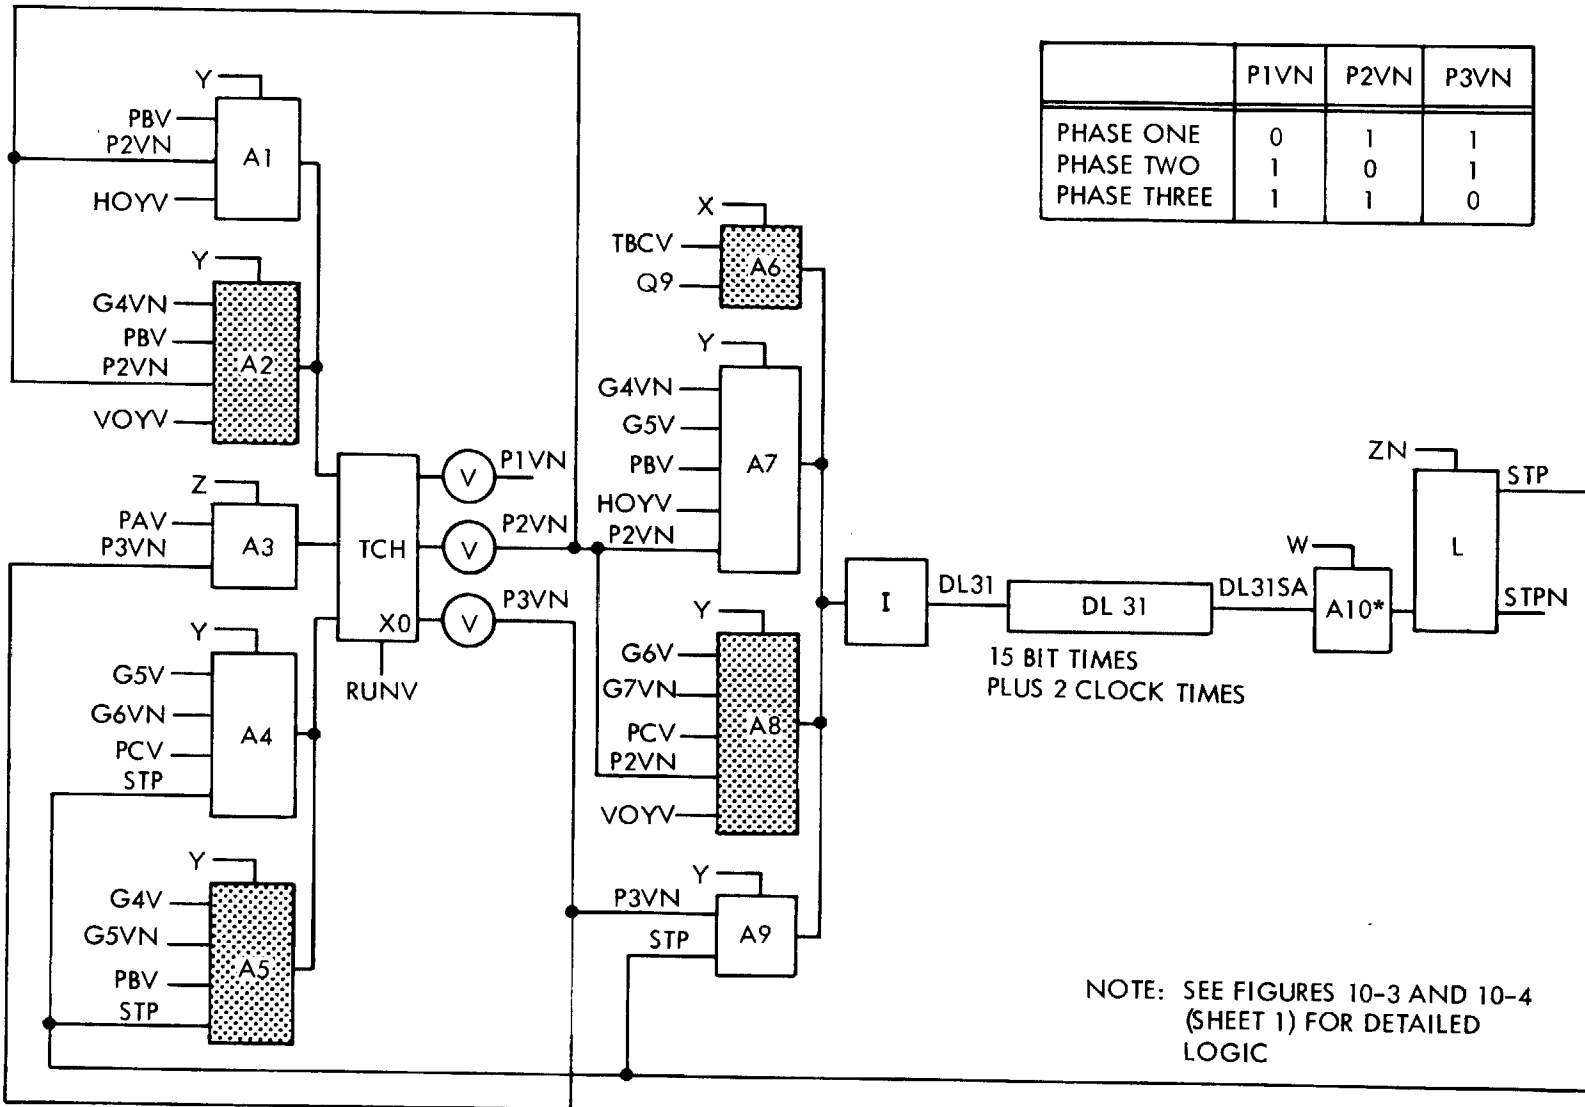 P1VN P2VN P3VN
PHASE ONE 0 1 1
PHASE TWO 1 0 1
PHASE THREE 1 1 0
Y
PBV
P2VN
HOYV
A1
Y
G4VN
PBV
P2VN
VOYV
A2
Z
PAV
P3VN
A3
Y
G5V
G6VN
PCV
STP
A4
Y
G4V
G5VN
PBV
STP
A5
TCH
X0
RUNV
V
P1VN
V
P2VN
V
P3VN
X
TBCV
Q9
A6
Y
G4VN
G5V
PBV
HOYV
P2VN
A7
Y
G6V
G7VN
PCV
P2VN
VOYV
A8
Y
P3VN
STP
A9
I
DL31
DL 31
15 BIT TIMES
PLUS 2 CLOCK TIMES
DL31SA
W
A10*
ZN
L
STP
STPN
NOTE: SEE FIGURES 10-3 AND 10-4
(SHEET 1) FOR DETAILED
LOGIC